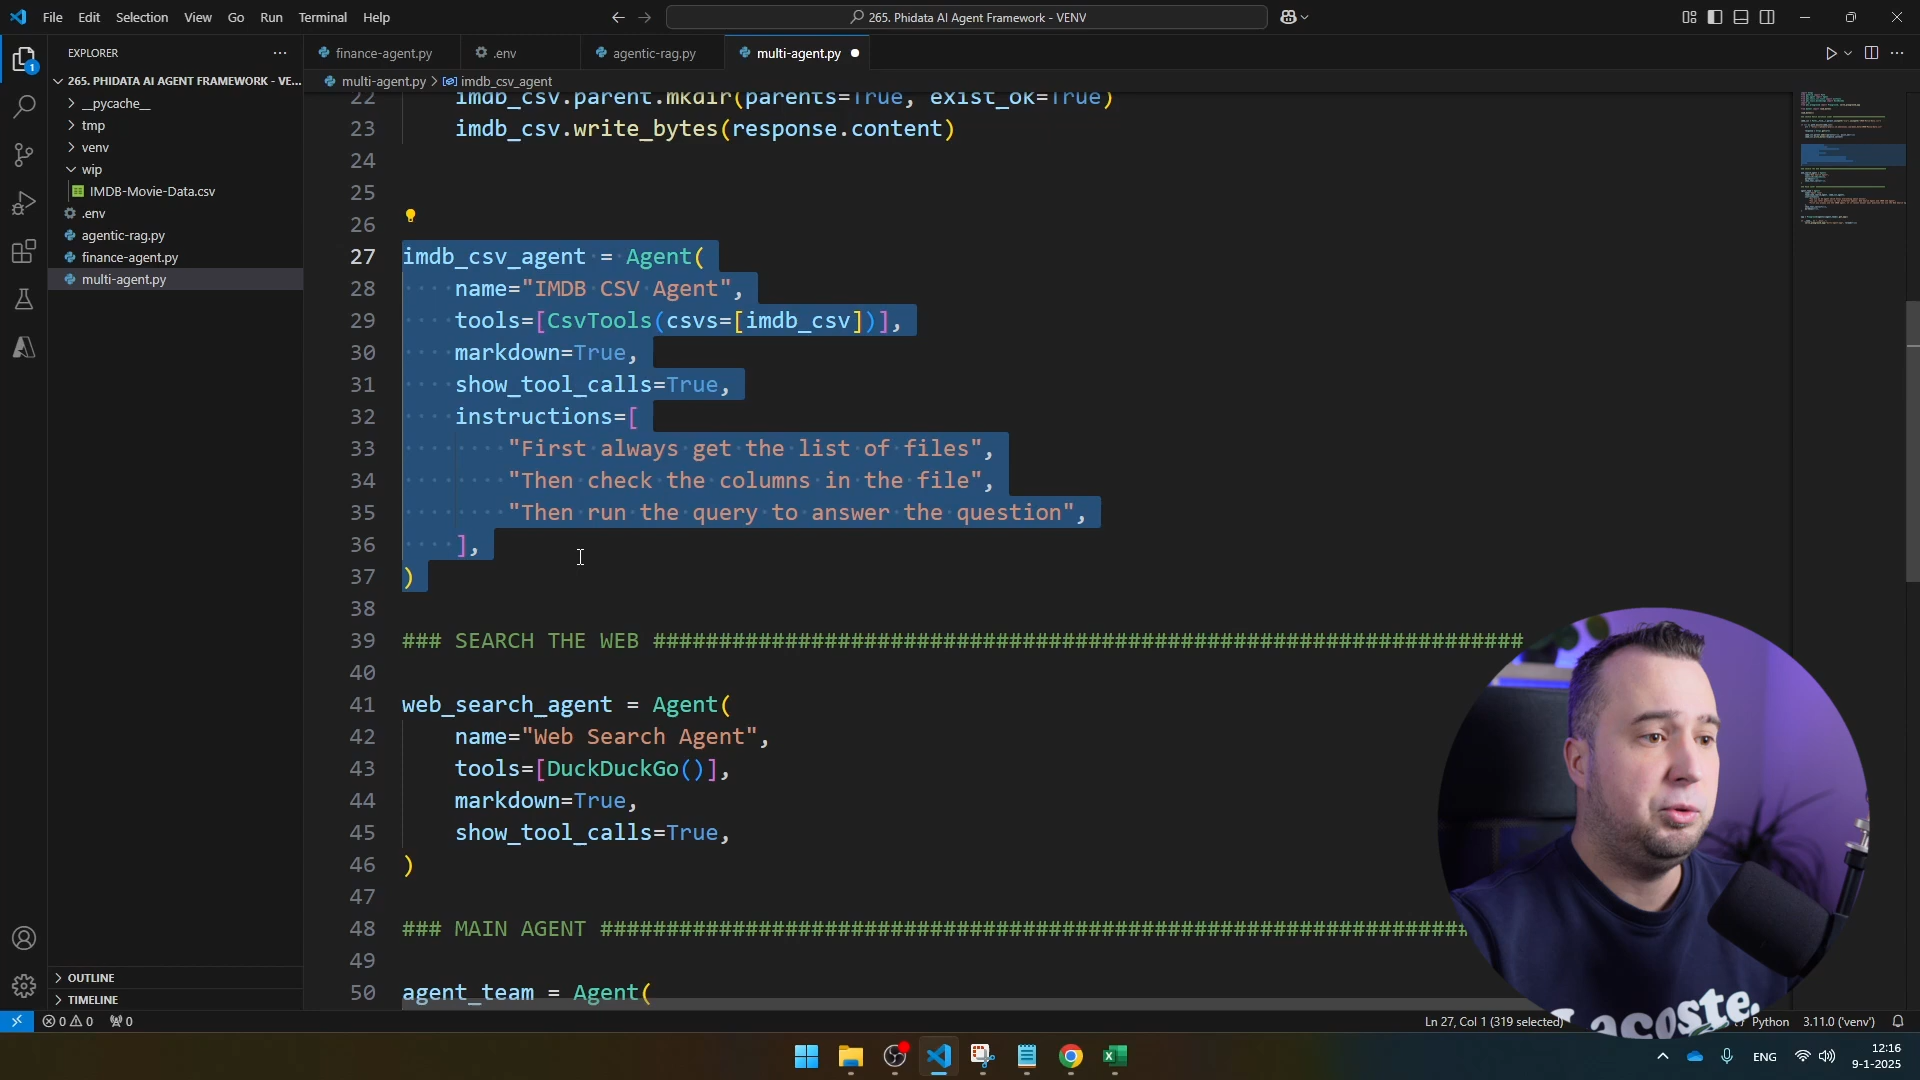 File Edit Selection View Go Run Terminal Help
265. Phidata AI Agent Framework - VENV
EXPLORER
finance-agent.py
.env
agentic-rag.py
multi-agent.py
265. PHIDATA AI AGENT FRAMEWORK - VE...
multi-agent.py > imdb_csv_agent
__pycache__
tmp
venv
wip
IMDB-Movie-Data.csv
.env
agentic-rag.py
finance-agent.py
multi-agent.py
22 imdb_csv.parent.mkdir(parents=True, exist_ok=True)
23 imdb_csv.write_bytes(response.content)
24
25
26
27 imdb_csv_agent = Agent(
28 name="IMDB CSV Agent",
29 tools=[CsvTools(csvs=[imdb_csv])],
30 markdown=True,
31 show_tool_calls=True,
32 instructions=[
33 "First always get the list of files",
34 "Then check the columns in the file",
35 "Then run the query to answer the question",
36 ],
37 )
38
39 ### SEARCH THE WEB ##################################################################
40
41 web_search_agent = Agent(
42 name="Web Search Agent",
43 tools=[DuckDuckGo()],
44 markdown=True,
45 show_tool_calls=True,
46 )
47
48 ### MAIN AGENT ##################################################################
49
50 agent_team = Agent(
OUTLINE
TIMELINE
0 0 0
Ln 27, Col 1 (319 selected)
Python 3.11.0 ('venv')
Lacoste.
ENG
12:16
9-1-2025